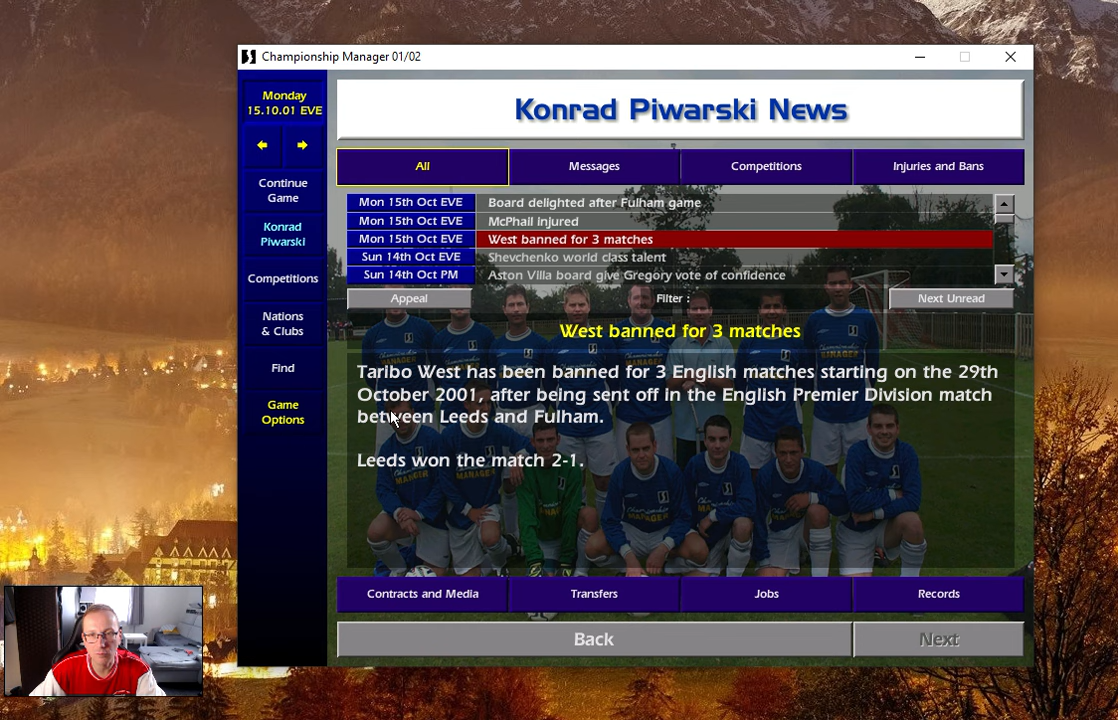 Championship Manager 01/02
Monday
15.10.01 EVE
Continue
Game
Konrad
Piwarski
Competitions
Nations
& Clubs
Find
Game
Options
Konrad Piwarski News
All
Messages
Competitions
Injuries and Bans
Mon 15th Oct EVE Board delighted after Fulham game
Mon 15th Oct EVE McPhail injured
Mon 15th Oct EVE West banned for 3 matches
Sun 14th Oct EVE Shevchenko world class talent
Sun 14th Oct PM Aston Villa board give Gregory vote of confidence
Appeal
Filter :
Next Unread
West banned for 3 matches
Taribo West has been banned for 3 English matches starting on the 29th
October 2001, after being sent off in the English Premier Division match
between Leeds and Fulham.
Leeds won the match 2-1.
Contracts and Media
Transfers
Jobs
Records
Back
Next